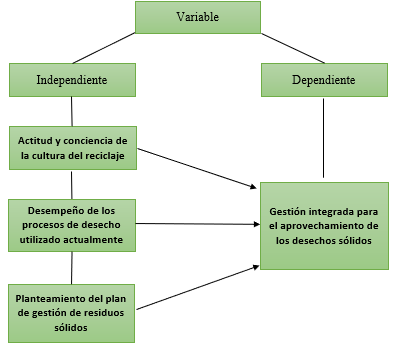 Variable
Independiente
Dependiente
Actitud y conciencia de
la cultura del reciclaje
Desempeño de los
procesos de desecho
utilizado actualmente
Gestión integrada para
el aprovechamiento de
los desechos sólidos
Planteamiento del plan
de gestión de residuos
sólidos